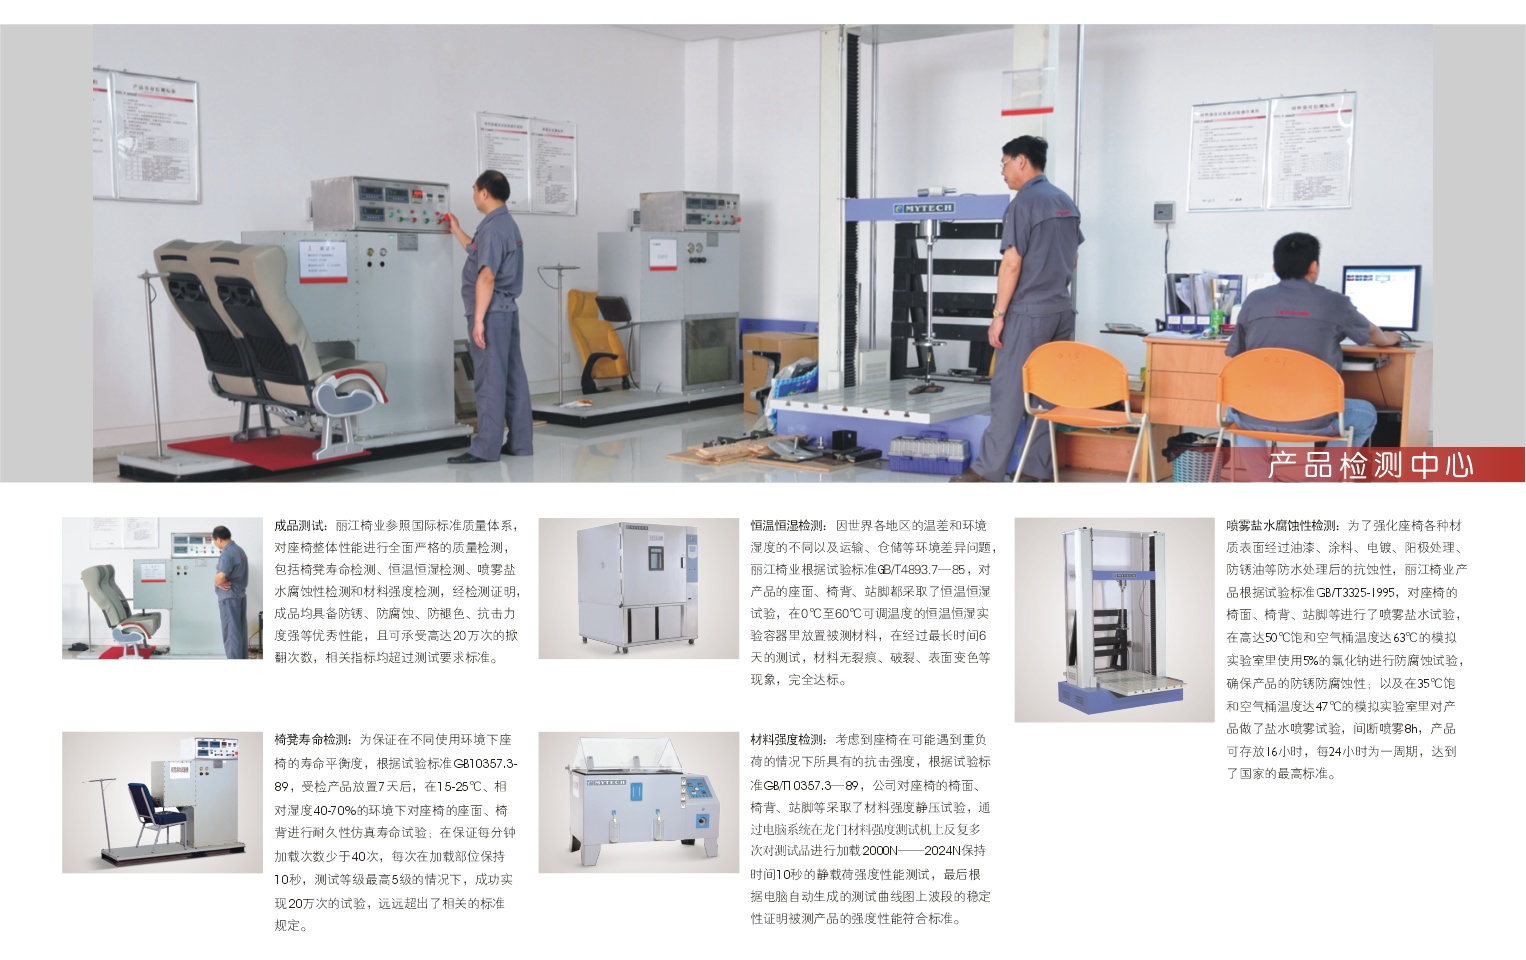 MYTECH
产品检测中心
成品测试：丽江椅业参照国际标准质量体系，
对座椅整体性能进行全面严格的质量检测，
包括椅凳寿命检测、恒温恒湿检测、喷雾盐
水腐蚀性检测和材料强度检测，经检测证明，
成品均具备防锈、防腐蚀、防褪色、抗击力
度强等优秀性能，且可承受高达20万次的掀
翻次数，相关指标均超过测试要求标准。
恒温恒湿检测：因世界各地区的温差和环境
湿度的不同以及运输、仓储等环境差异问题，
丽江椅业根据试验标准GB/T4893.7—85，对
产品的座面、椅背、站脚都采取了恒温恒湿
试验，在0℃至60℃可调温度的恒温恒湿实
验容器里放置被测材料，在经过最长时间6
天的测试，材料无裂痕、破裂、表面变色等
现象，完全达标。
喷雾盐水腐蚀性检测：为了强化座椅各种材
质表面经过油漆、涂料、电镀、阳极处理、
防锈油等防水处理后的抗蚀性，丽江椅业产
品根据试验标准GB/T3325-1995，对座椅的
椅面、椅背、站脚等进行了喷雾盐水试验，
在高达50℃饱和空气桶温度达63℃的模拟
实验室里使用5%的氯化钠进行防腐蚀试验，
确保产品的防锈防腐蚀性；以及在35℃饱
和空气桶温度达47℃的模拟实验室里对产
品做了盐水喷雾试验，间断喷雾8h，产品
可存放16小时，每24小时为一周期，达到
了国家的最高标准。
椅凳寿命检测：为保证在不同使用环境下座
椅的寿命平衡度，根据试验标准GB10357.3-
89，受检产品放置7天后，在15-25℃、相
对湿度40-70%的环境下对座椅的座面、椅
背进行耐久性仿真寿命试验；在保证每分钟
加载次数少于40次，每次在加载部位保持
10秒，测试等级最高5级的情况下，成功实
现20万次的试验，远远超出了相关的标准
规定。
MYTECH
材料强度检测：考虑到座椅在可能遇到重负
荷的情况下所具有的抗击强度，根据试验标
准GB/T10357.3—89，公司对座椅的椅面、
椅背、站脚等采取了材料强度静压试验，通
过电脑系统在龙门材料强度测试机上反复多
次对测试品进行加载2000N——2024N保持
时间10秒的静载荷强度性能测试，最后根
据电脑自动生成的测试曲线图上波段的稳定
性证明被测产品的强度性能符合标准。